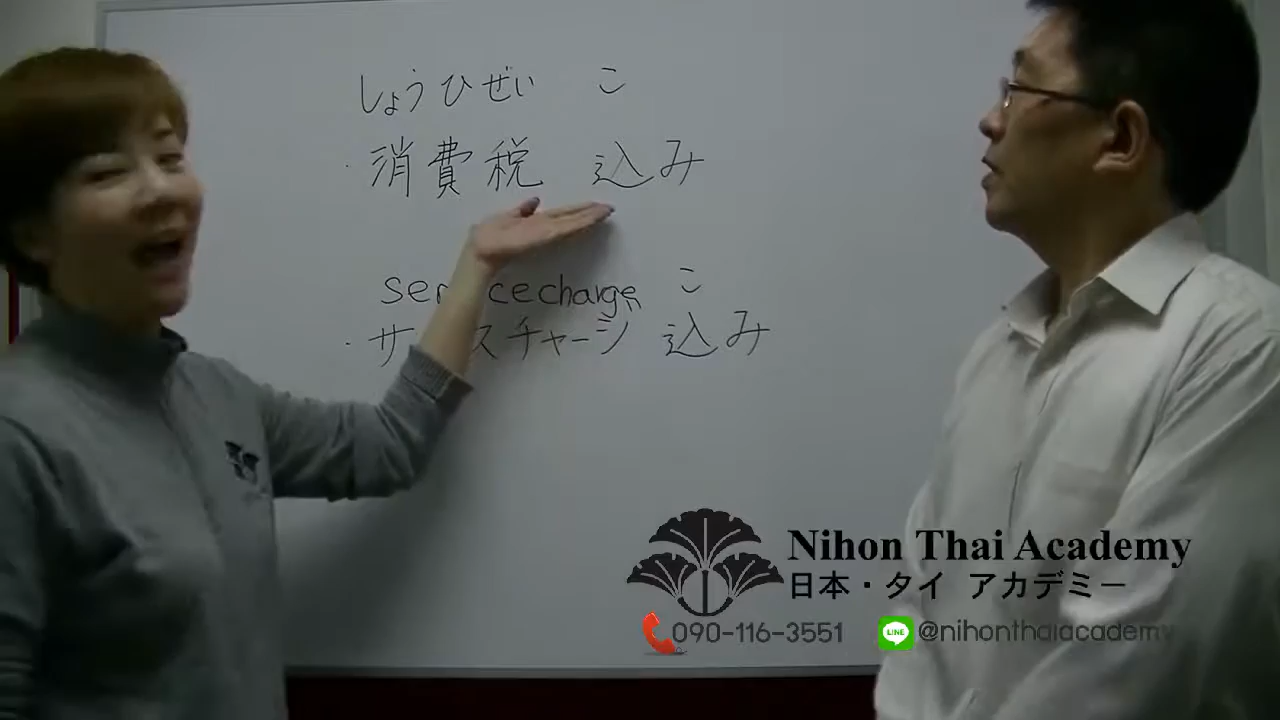 しょうひぜい こ
・消費税 込み
ser cecharge こ
・サ スチャージ 込み
Nihon Thai Academy
日本・タイ アカデミー
090-116-3551 LINE @nihonthaiacademy